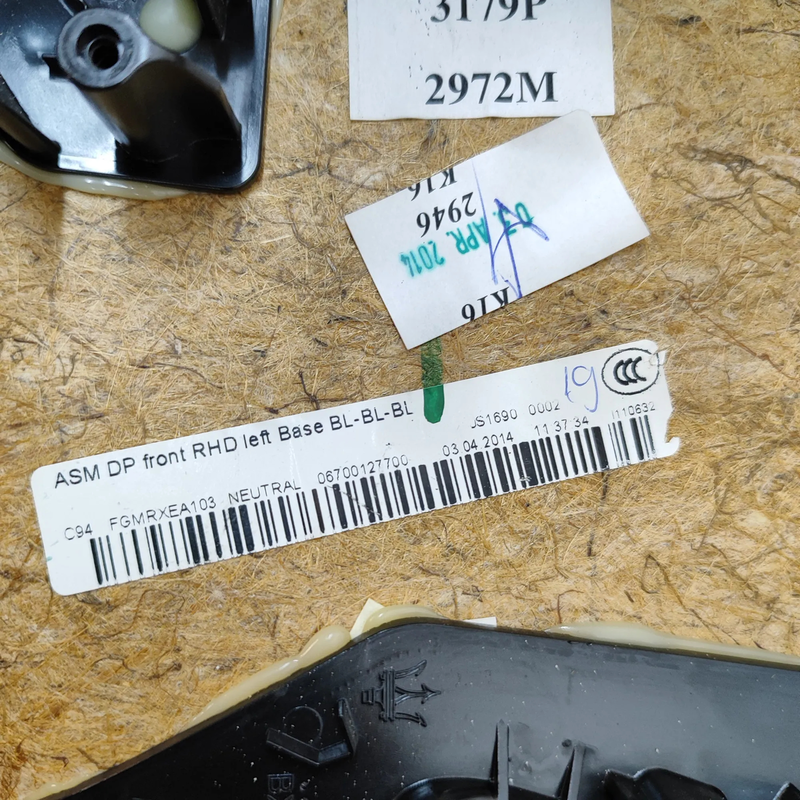 3179P
2972M
K16
2946
03 APR. 2014
K16
19
CCC
ASM DP front RHD left Base BL-BL-BL
JS1690 0002
C94 FGMRXEA103 NEUTRAL 06700127700 03 04 2014 11 37 34 I110632